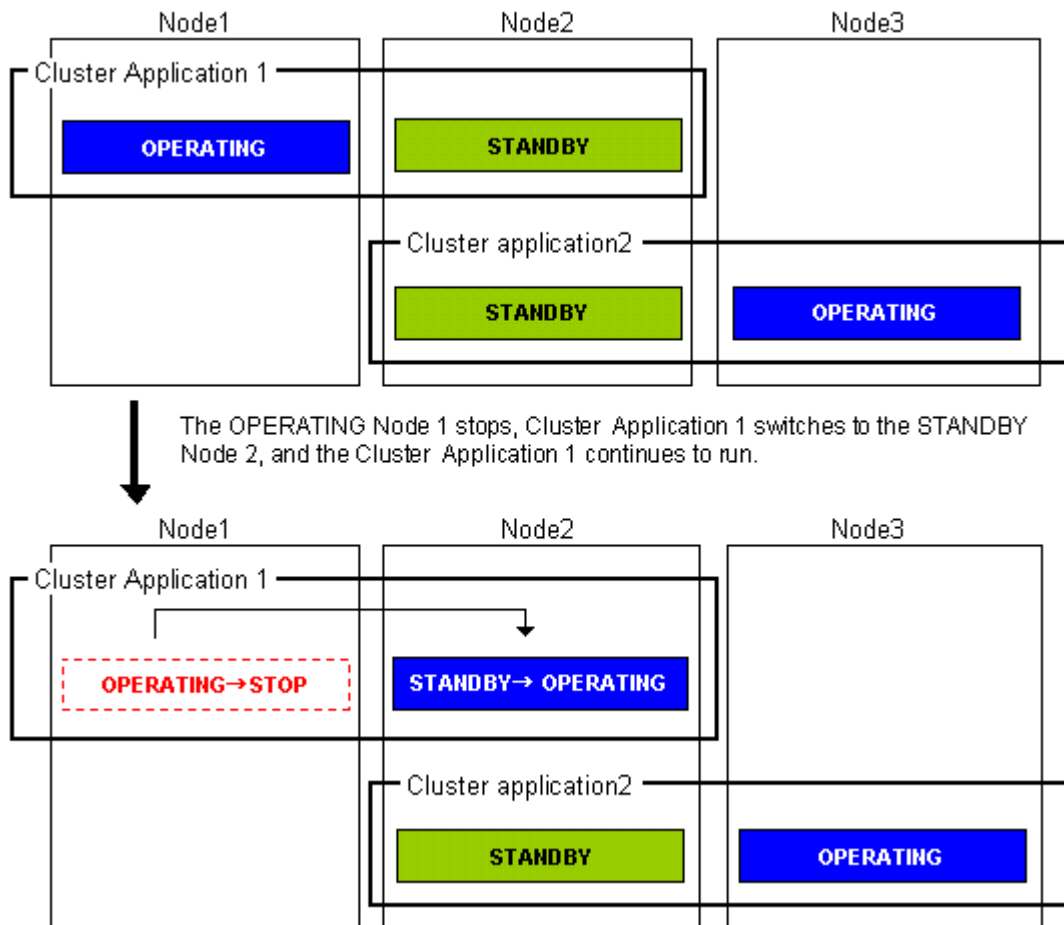 Node1 Node2 Node3
Cluster Application 1
OPERATING STANDBY
Cluster application2
STANDBY OPERATING
The OPERATING Node 1 stops, Cluster Application 1 switches to the STANDBY
Node 2, and the Cluster Application 1 continues to run.
Node1 Node2 Node3
Cluster Application 1
OPERATING→STOP STANDBY→ OPERATING
Cluster application2
STANDBY OPERATING